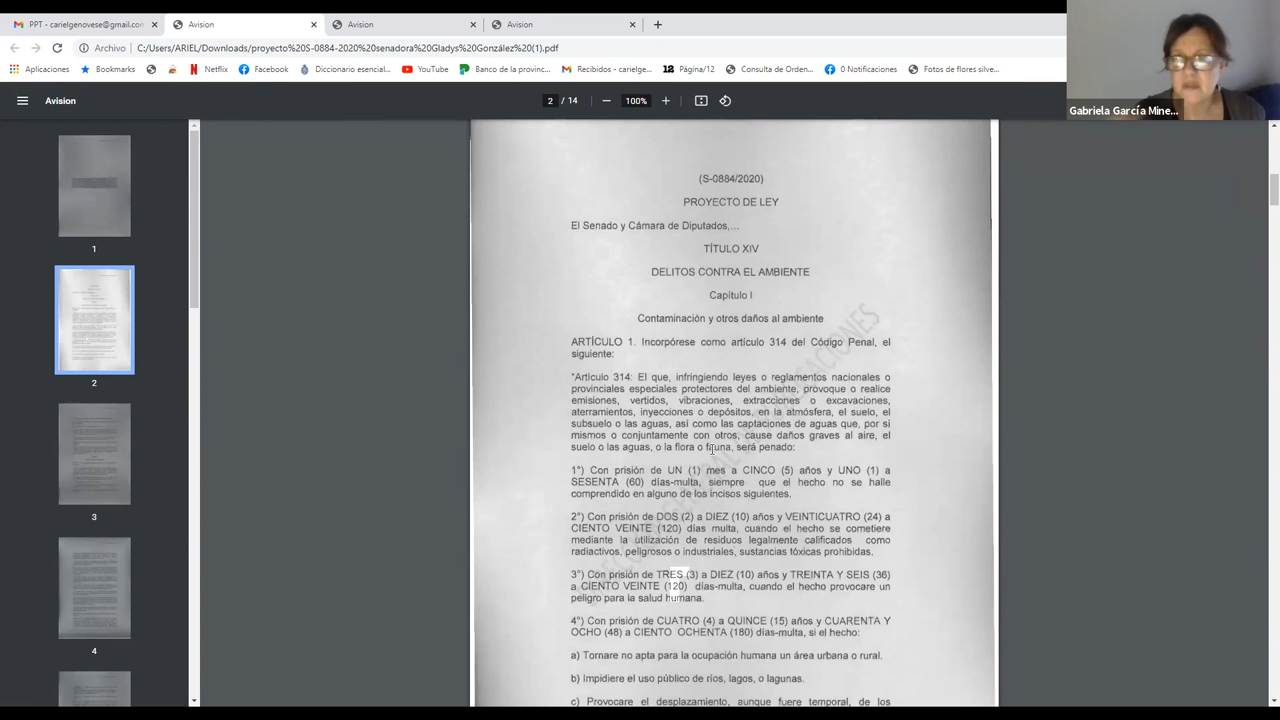 PPT - carielgenovese@gmail.com
Avision
Avision
Avision
Archivo
C:/Users/ARIEL/Downloads/proyecto%20S-0884-2020%20senadora%20Gladys%20González%20(1).pdf
Aplicaciones
Bookmarks
Netflix
Facebook
Diccionario esencial...
YouTube
Banco de la provinc...
Recibidos - carielge...
12 Página/12
Consulta de Orden...
0 Notificaciones
Fotos de flores silve...
Gabriela García Mine...
Avision
2 / 14
100%
1
2
3
4
(S-0884/2020)
PROYECTO DE LEY
El Senado y Cámara de Diputados,...
TÍTULO XIV
DELITOS CONTRA EL AMBIENTE
Capítulo I
Contaminación y otros daños al ambiente
ARTÍCULO 1. Incorpórese como artículo 314 del Código Penal, el
siguiente:
"Artículo 314: El que, infringiendo leyes o reglamentos nacionales o
provinciales especiales protectores del ambiente, provoque o realice
emisiones, vertidos, vibraciones, extracciones o excavaciones,
aterramientos, inyecciones o depósitos, en la atmósfera, el suelo, el
subsuelo o las aguas, así como las captaciones de aguas que, por si
mismos o conjuntamente con otros, cause daños graves al aire, el
suelo o las aguas, o la flora o fauna, será penado:
1°) Con prisión de UN (1) mes a CINCO (5) años y UNO (1) a
SESENTA (60) días-multa, siempre que el hecho no se halle
comprendido en alguno de los incisos siguientes.
2°) Con prisión de DOS (2) a DIEZ (10) años y VEINTICUATRO (24) a
CIENTO VEINTE (120) días multa, cuando el hecho se cometiere
mediante la utilización de residuos legalmente calificados como
radiactivos, peligrosos o industriales, sustancias tóxicas prohibidas.
3°) Con prisión de TRES (3) a DIEZ (10) años y TREINTA Y SEIS (36)
a CIENTO VEINTE (120) días-multa, cuando el hecho provocare un
peligro para la salud humana.
4°) Con prisión de CUATRO (4) a QUINCE (15) años y CUARENTA Y
OCHO (48) a CIENTO OCHENTA (180) días-multa, si el hecho:
a) Tornare no apta para la ocupación humana un área urbana o rural.
b) Impidiere el uso público de ríos, lagos, o lagunas.
c) Provocare el desplazamiento, aunque fuere temporal, de los